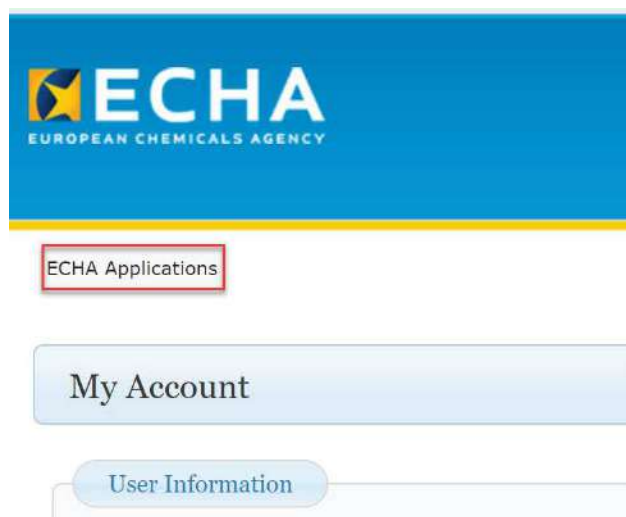 ECHA
EUROPEAN CHEMICALS AGENCY
ECHA Applications
My Account
User Information